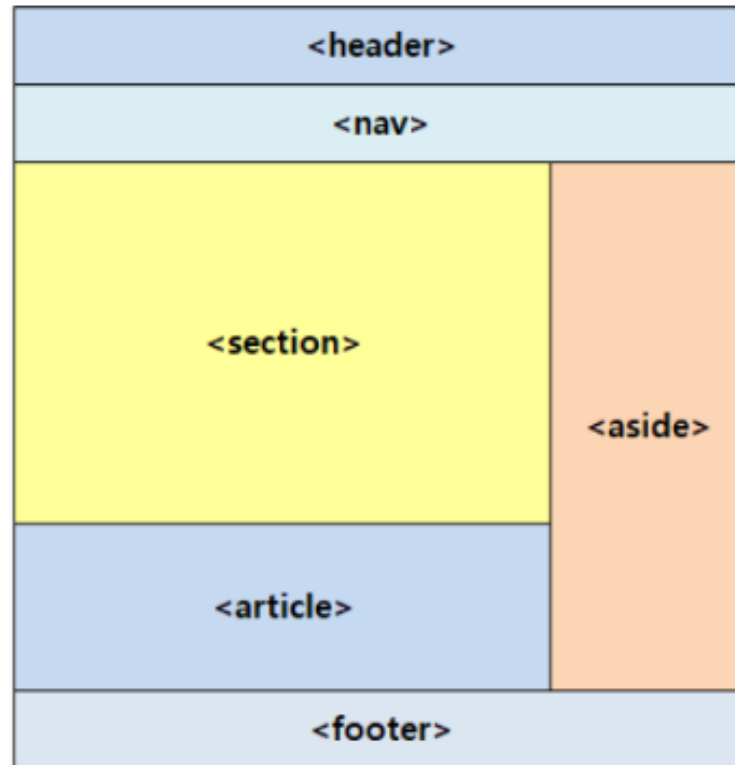 <header>
<nav>
<section>
<aside>
<article>
<footer>